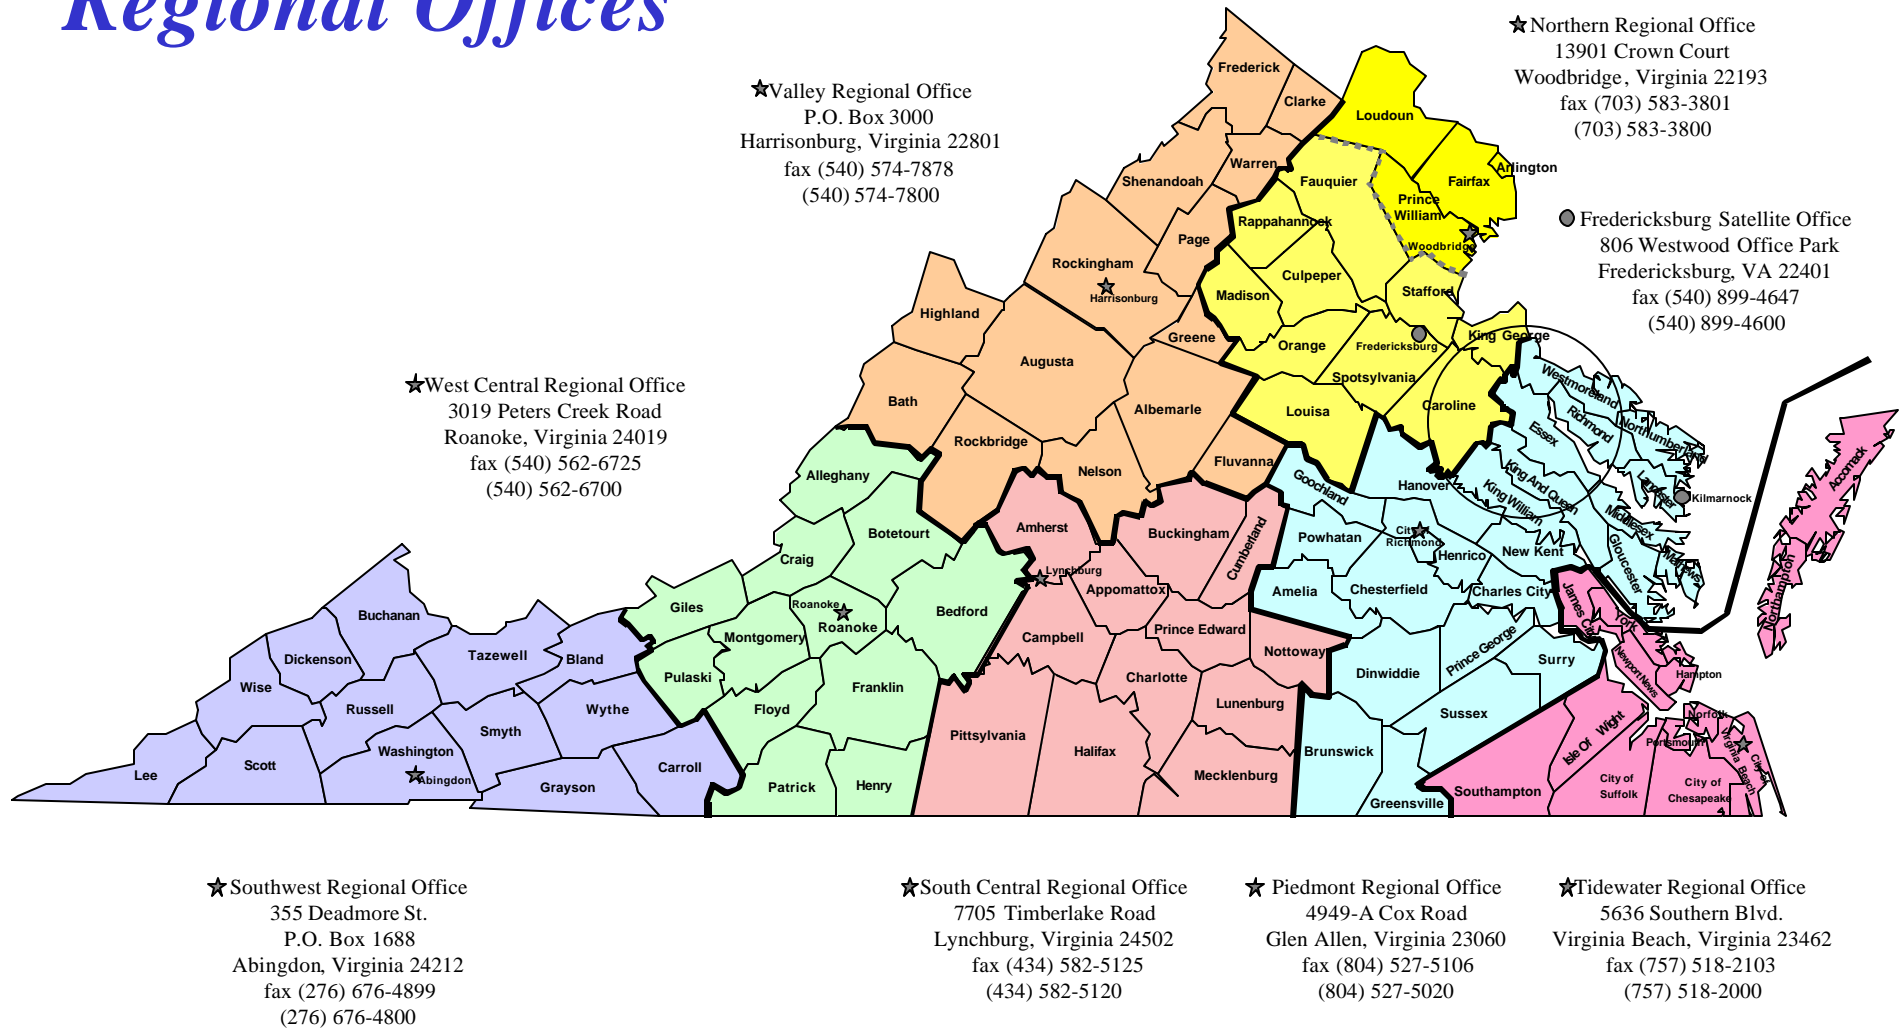 Regional Offices
Northern Regional Office
13901 Crown Court
Woodbridge, Virginia 22193
fax (703) 583-3801
(703) 583-3800
Valley Regional Office
P.O. Box 3000
Harrisonburg, Virginia 22801
fax (540) 574-7878
(540) 574-7800
Fredericksburg Satellite Office
806 Westwood Office Park
Fredericksburg, VA 22401
fax (540) 899-4647
(540) 899-4600
West Central Regional Office
3019 Peters Creek Road
Roanoke, Virginia 24019
fax (540) 562-6725
(540) 562-6700
Frederick
Clarke
Loudoun
Warren
Shenandoah
Fauquier
Fairfax
Arlington
Prince
William
Rappahannock
Woodbridge
Page
Rockingham
Harrisonburg
Culpeper
Madison
Stafford
Highland
Greene
Orange
Fredericksburg
King George
Augusta
Spotsylvania
Westmoreland
Bath
Albemarle
Louisa
Caroline
Richmond
Northumberland
Rockbridge
Nelson
Fluvanna
Essex
Alleghany
Goochland
Hanover
King And Queen
King William
Lancaster
Kilmarnock
Accomack
Botetourt
Amherst
Buckingham
Cumberland
Powhatan
City of
Richmond
Henrico
New Kent
Middlesex
Gloucester
Mathews
Craig
Lynchburg
Appomattox
Amelia
Chesterfield
Charles City
James
City
York
Northampton
Giles
Roanoke
Roanoke
Bedford
Buchanan
Montgomery
Campbell
Prince Edward
Nottoway
Prince George
Surry
Newport News
Hampton
Dickenson
Tazewell
Bland
Pulaski
Franklin
Charlotte
Dinwiddie
Wise
Russell
Wythe
Floyd
Lunenburg
Sussex
Isle Of Wight
Norfolk
Smyth
Washington
Abingdon
Pittsylvania
Halifax
Brunswick
Portsmouth
City of
Virginia Beach
Lee
Scott
Grayson
Carroll
Patrick
Henry
Mecklenburg
Greensville
Southampton
City of
Suffolk
City of
Chesapeake
Southwest Regional Office
355 Deadmore St.
P.O. Box 1688
Abingdon, Virginia 24212
fax (276) 676-4899
(276) 676-4800
South Central Regional Office
7705 Timberlake Road
Lynchburg, Virginia 24502
fax (434) 582-5125
(434) 582-5120
Piedmont Regional Office
4949-A Cox Road
Glen Allen, Virginia 23060
fax (804) 527-5106
(804) 527-5020
Tidewater Regional Office
5636 Southern Blvd.
Virginia Beach, Virginia 23462
fax (757) 518-2103
(757) 518-2000